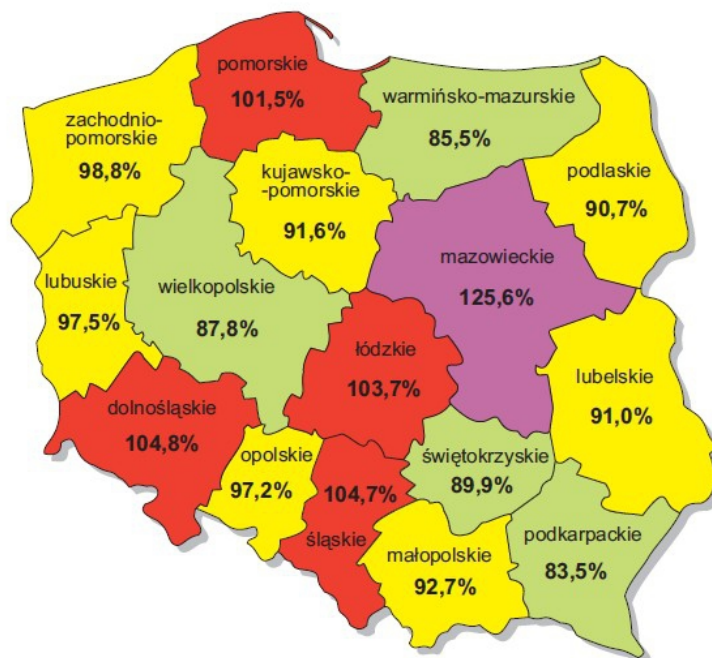 pomorskie
101,5%
warmińsko-mazurskie
85,5%
zachodnio-
pomorskie
98,8%
kujawsko-
-pomorskie
91,6%
podlaskie
90,7%
mazowieckie
125,6%
lubuskie
97,5%
wielkopolskie
87,8%
łódzkie
103,7%
lubelskie
91,0%
dolnośląskie
104,8%
opolskie
97,2%
104,7%
śląskie
świętokrzyskie
89,9%
małopolskie
92,7%
podkarpackie
83,5%